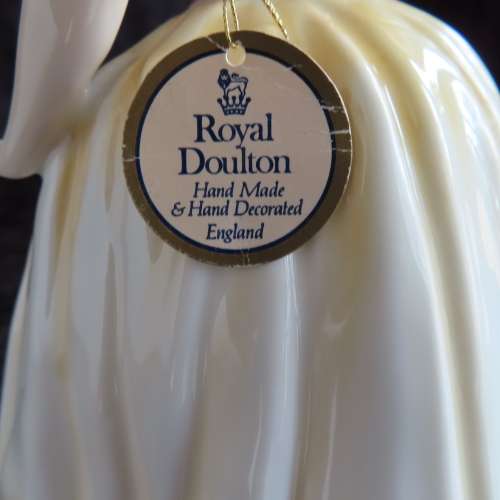 Royal
Doulton
Hand Made
& Hand Decorated
England